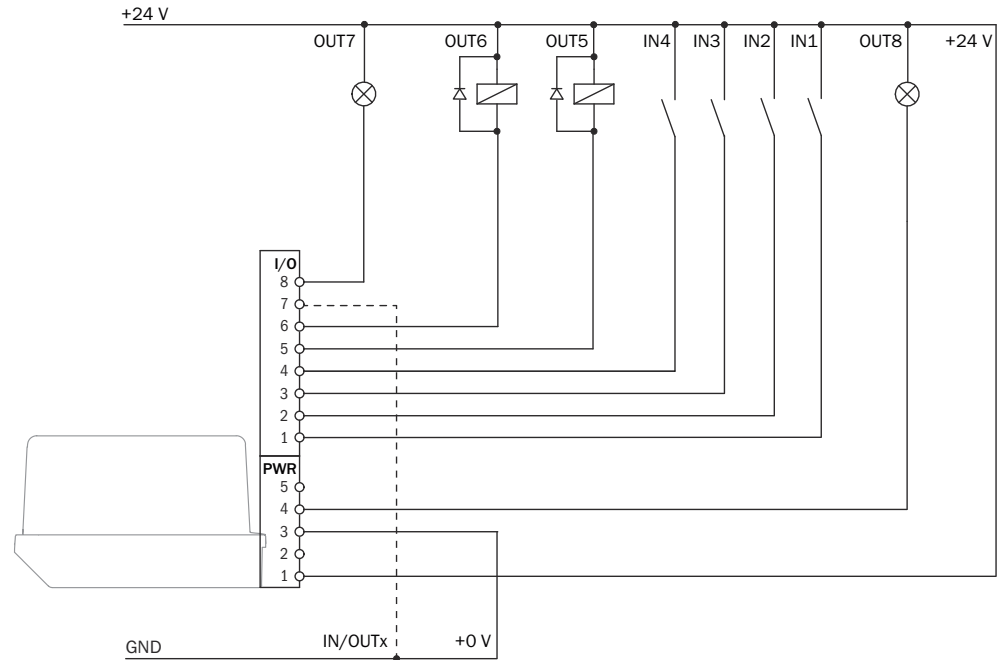 +24 V
OUT7 OUT6 OUT5 IN4 IN3 IN2 IN1 OUT8 +24 V
I/O
8
7
6
5
4
3
2
1
PWR
5
4
3
2
1
GND IN/OUTx +0 V